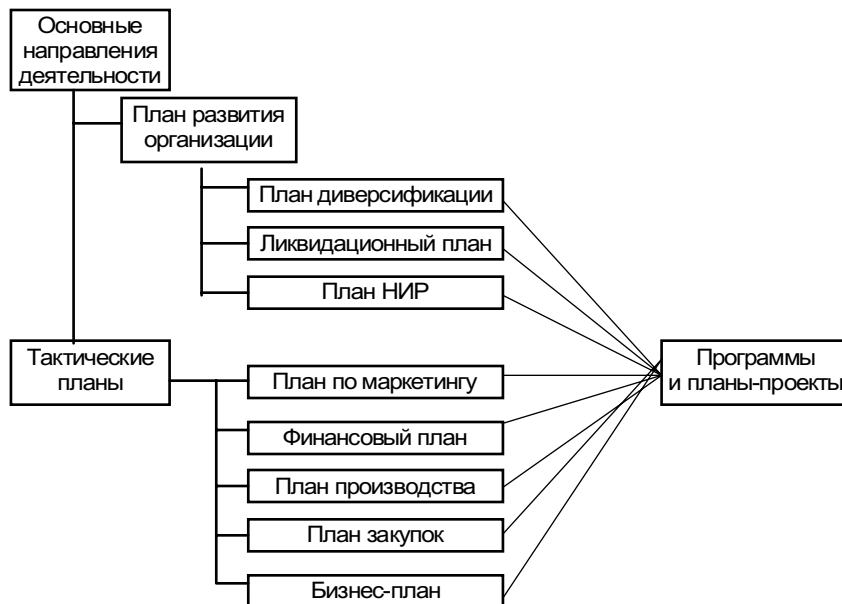 Основные
направления
деятельности
План развития
организации
План диверсификации
Ликвидационный план
План НИР
Тактические
планы
План по маркетингу
Финансовый план
План производства
План закупок
Бизнес-план
Программы
и планы-проекты